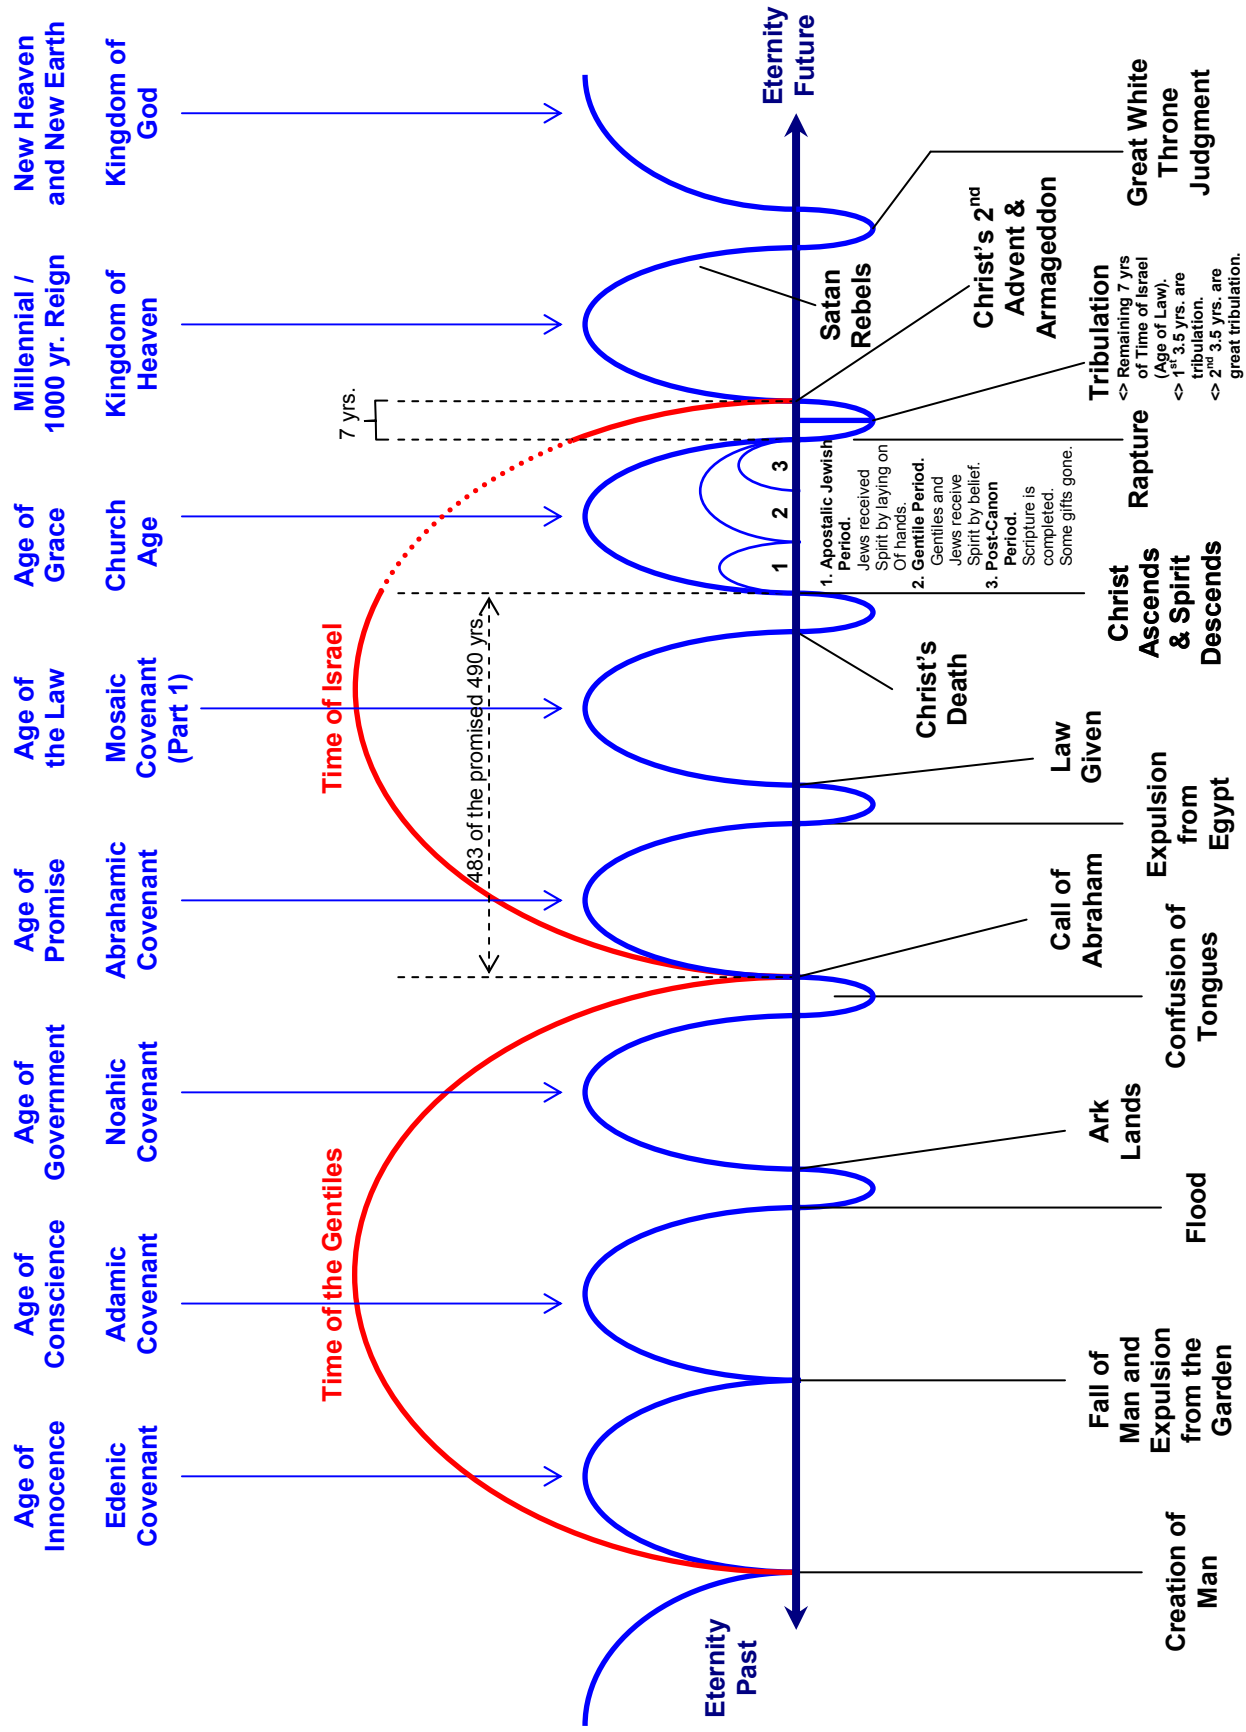 Age of
Innocence
Age of
Conscience
Age of
Government
Age of
Promise
Age of
the Law
Age of
Grace
Millennial /
1000 yr. Reign
New Heaven
and New Earth
Edenic
Covenant
Adamic
Covenant
Noahic
Covenant
Abrahamic
Covenant
Mosaic
Covenant
(Part 1)
Church
Age
Kingdom of
Heaven
Kingdom of
God
Time of the Gentiles
Time of Israel
7 yrs.
483 of the promised 490 yrs.
Eternity
Past
Eternity
Future
1
2
3
1. Apostalic Jewish
Period.
Jews received
Spirit by laying on
Of hands.
2. Gentile Period.
Gentiles and
Jews receive
Spirit by belief.
3. Post-Canon
Period.
Scripture is
completed.
Some gifts gone.
Satan
Rebels
Christ's
Death
Christ's 2nd
Advent &
Armageddon
Law
Given
Call of
Abraham
Ark
Lands
Fall of
Man and
Expulsion
from the
Garden
Creation of
Man
Flood
Confusion of
Tongues
Expulsion
from
Egypt
Christ
Ascends
& Spirit
Descends
Rapture
Tribulation
<> Remaining 7 yrs
of Time of Israel
(Age of Law).
<> 1st 3.5 yrs. are
tribulation.
<> 2nd 3.5 yrs. are
great tribulation.
Great White
Throne
Judgment